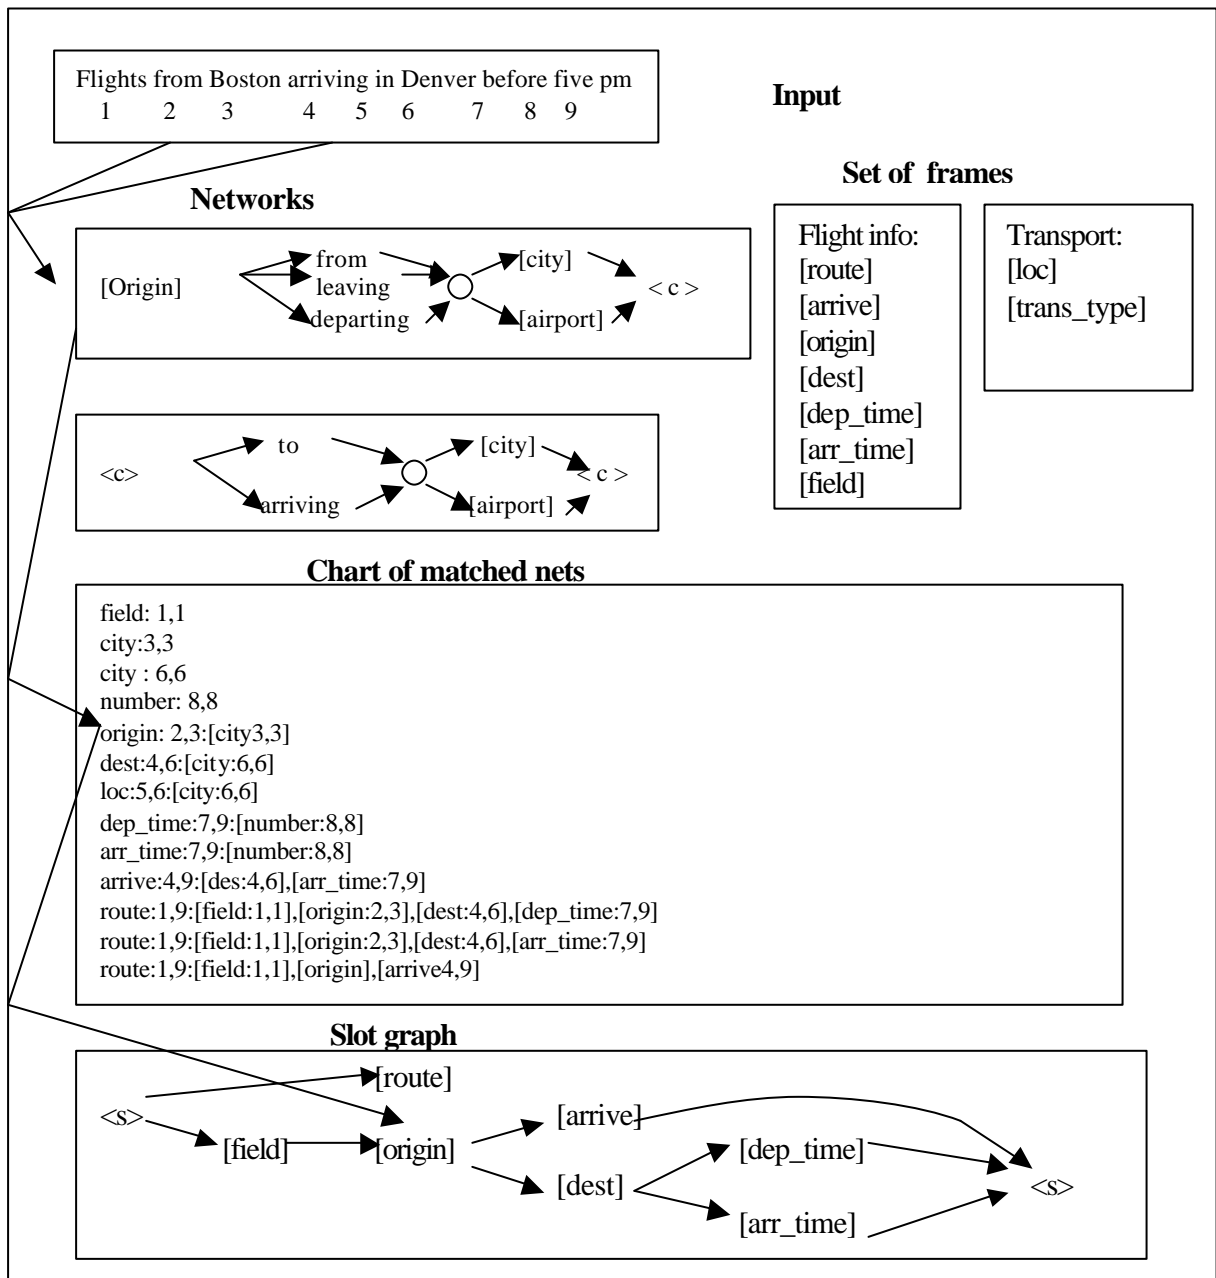 Flights from Boston arriving in Denver before five pm
1 2 3 4 5 6 7 8 9
Input
Set of frames
Networks
Flight info:
[route]
[arrive]
[origin]
[dest]
[dep_time]
[arr_time]
[field]
Transport:
[loc]
[trans_type]
[Origin]
from
leaving
departing
[city]
[airport]
< c >
<c>
to
arriving
[city]
[airport]
< c >
Chart of matched nets
field: 1,1
city:3,3
city : 6,6
number: 8,8
origin: 2,3:[city3,3]
dest:4,6:[city:6,6]
loc:5,6:[city:6,6]
dep_time:7,9:[number:8,8]
arr_time:7,9:[number:8,8]
arrive:4,9:[des:4,6],[arr_time:7,9]
route:1,9:[field:1,1],[origin:2,3],[dest:4,6],[dep_time:7,9]
route:1,9:[field:1,1],[origin:2,3],[dest:4,6],[arr_time:7,9]
route:1,9:[field:1,1],[origin],[arrive4,9]
Slot graph
<s>
[route]
[field]
[origin]
[arrive]
[dest]
[dep_time]
[arr_time]
<s>